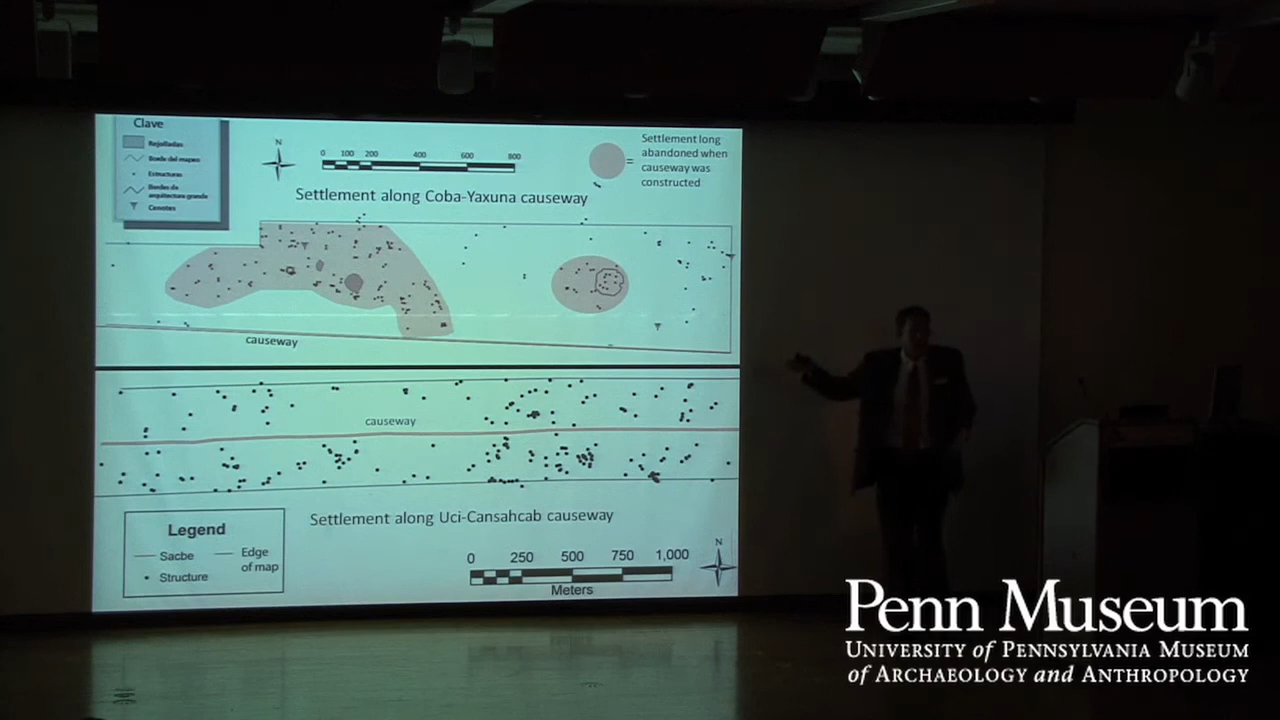 Clave
Rejolladas
Borde del mapeo
Estructuras
Bordes de
arquitectura grande
Cenotes
N
0 100 200 400 600 800
Settlement long
abandoned when
causeway was
constructed
=
Settlement along Coba-Yaxuna causeway
causeway
causeway
Settlement along Uci-Cansahcab causeway
Legend
Sacbe
Edge
of map
Structure
0 250 500 750 1,000
Meters
N
Penn Museum
UNIVERSITY of PENNSYLVANIA MUSEUM
of ARCHAEOLOGY and ANTHROPOLOGY